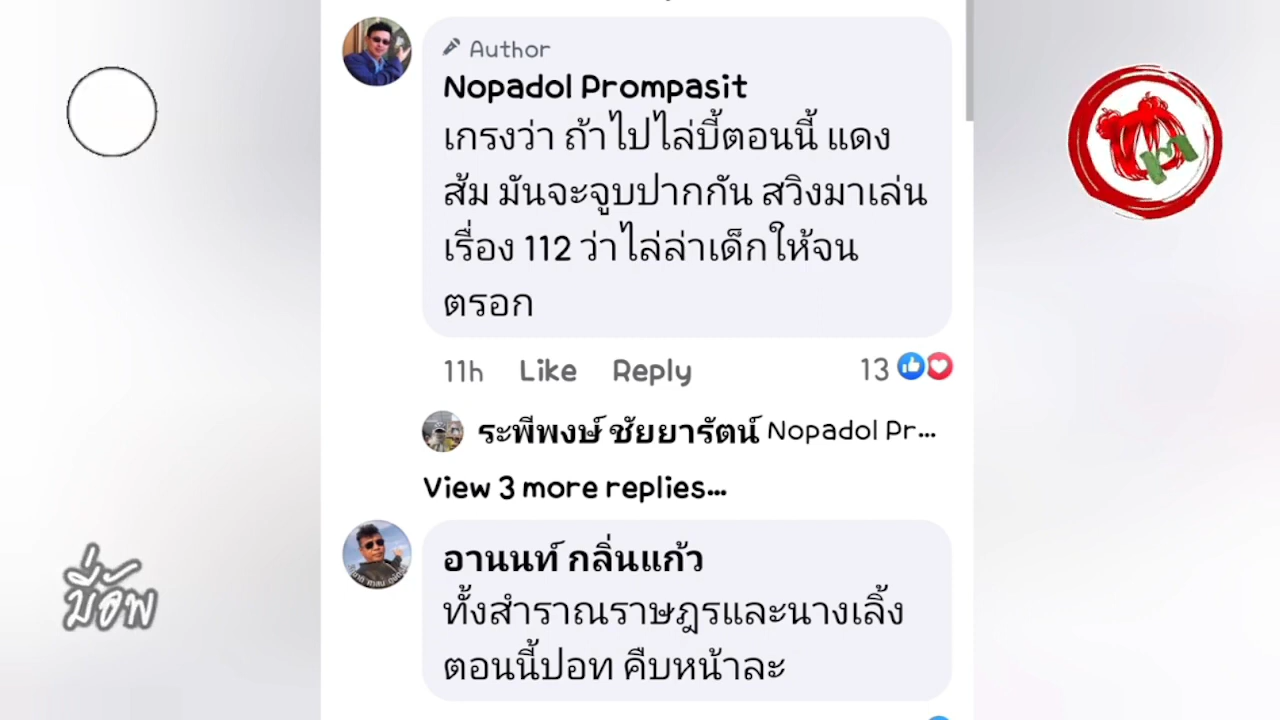 Author
Nopadol Prompasit
เกรงว่า ถ้าไปไล่บี้ตอนนี้ แดง
ส้ม มันจะจูบปากกัน สวิงมาเล่น
เรื่อง 112 ว่าไล่ล่าเด็กให้จน
ตรอก
11h Like Reply 13
ระพีพงษ์ ชัยยารัตน์ Nopadol Pr...
View 3 more replies...
อานนท์ กลิ่นแก้ว
ทั้งสำราณราษฎรและนางเลิ้ง
ตอนนี้ปอท คืบหน้าละ
บี่อัพ